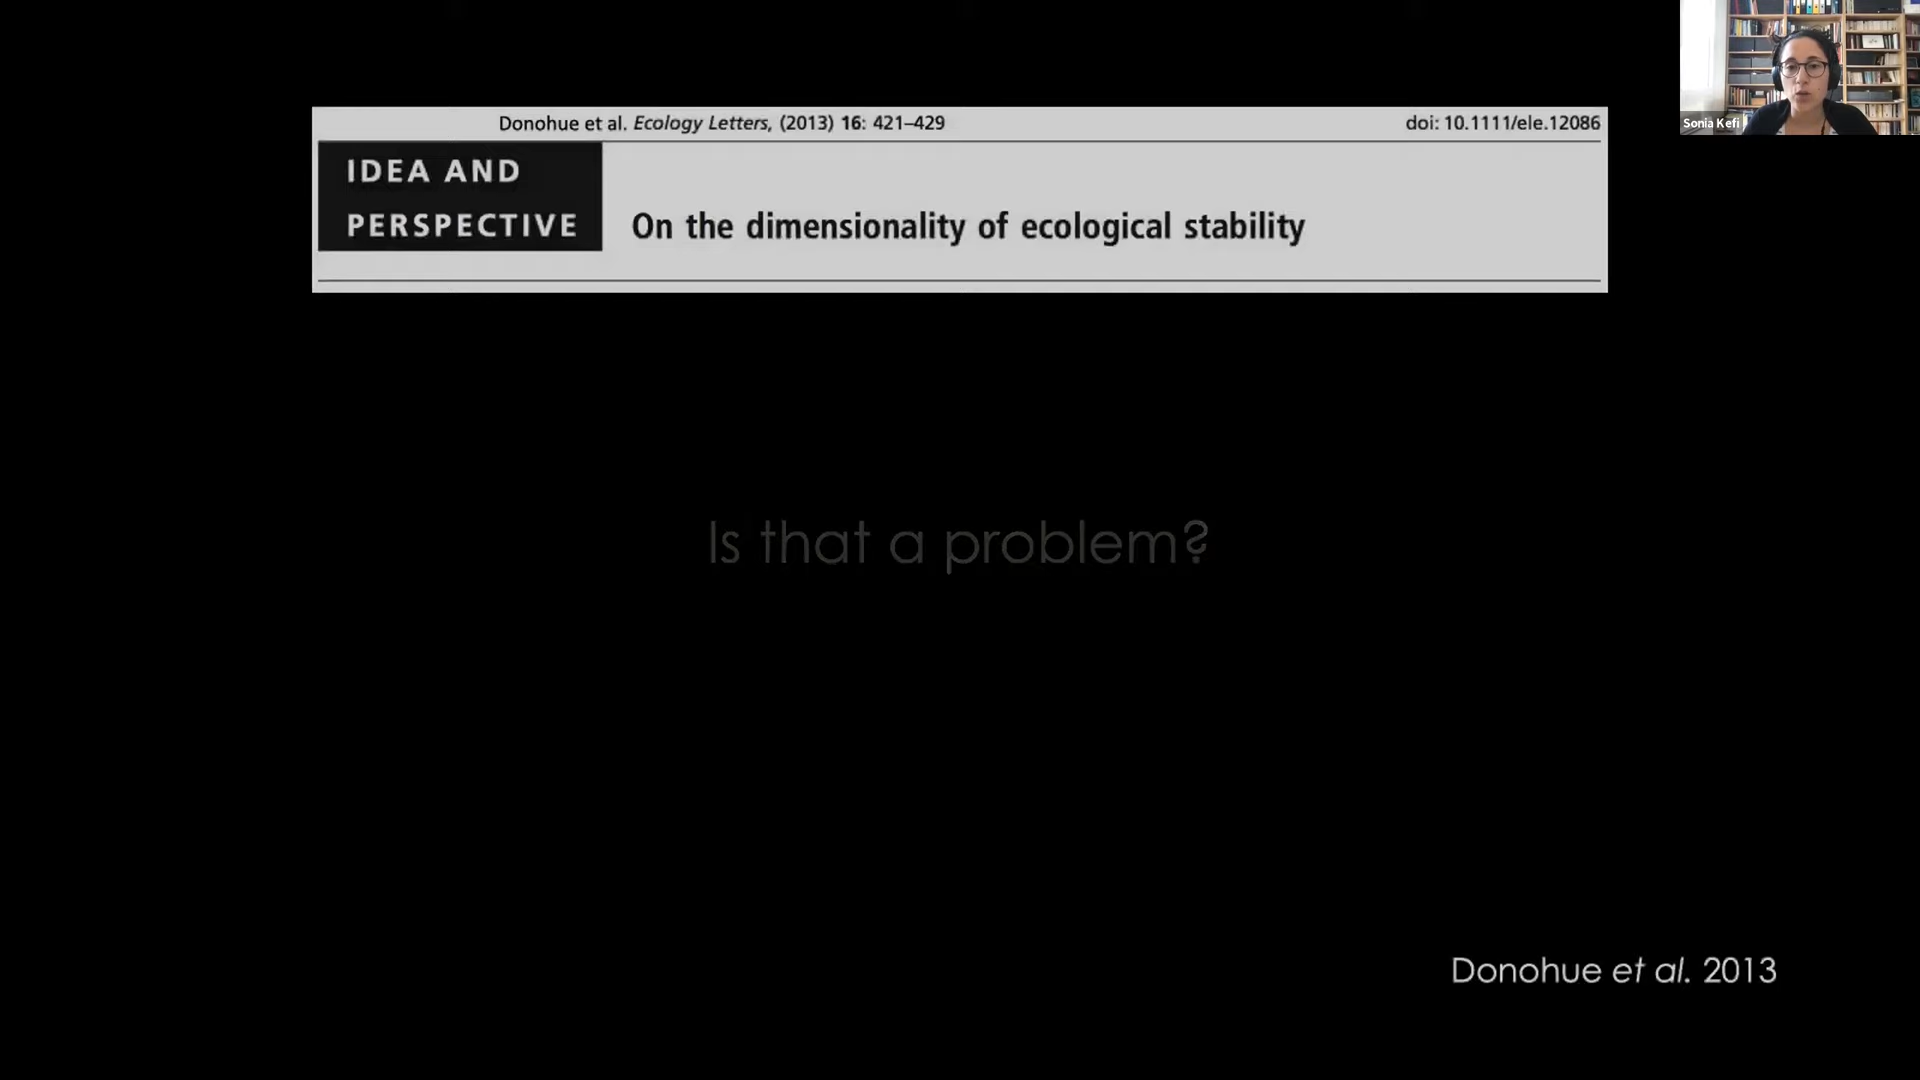 Donohue et al. Ecology Letters, (2013) 16: 421–429
doi: 10.1111/ele.12086
IDEA AND
PERSPECTIVE
On the dimensionality of ecological stability
Sonia Kefi
Is that a problem?
Donohue et al. 2013